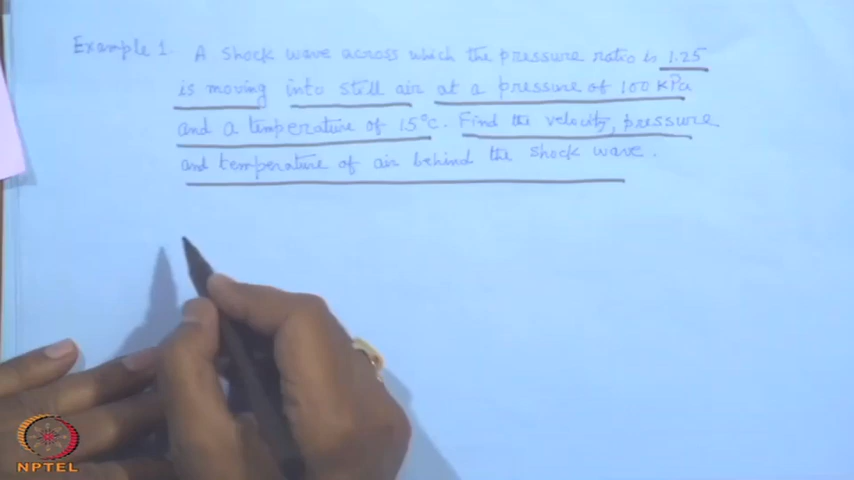 Example 1. A shock wave across which the pressure ratio is 1.25
is moving into still air at a pressure of 100 kPa
and a temperature of 15°C. Find the velocity, pressure
and temperature of air behind the shock wave.
NPTEL